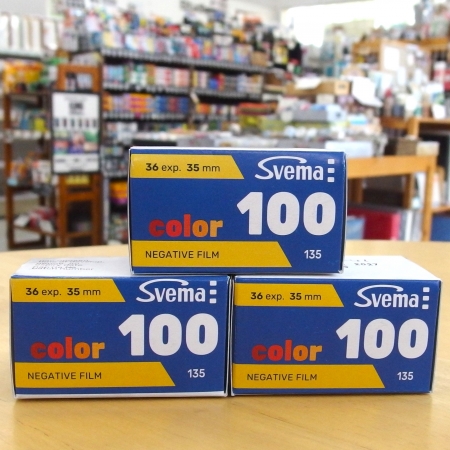 36 exp. 35 mm
Svema
100
color
NEGATIVE FILM
135
36 exp. 35 mm
Svema
100
color
NEGATIVE FILM
135
36 exp. 35 mm
Svema
100
color
NEGATIVE FILM
135